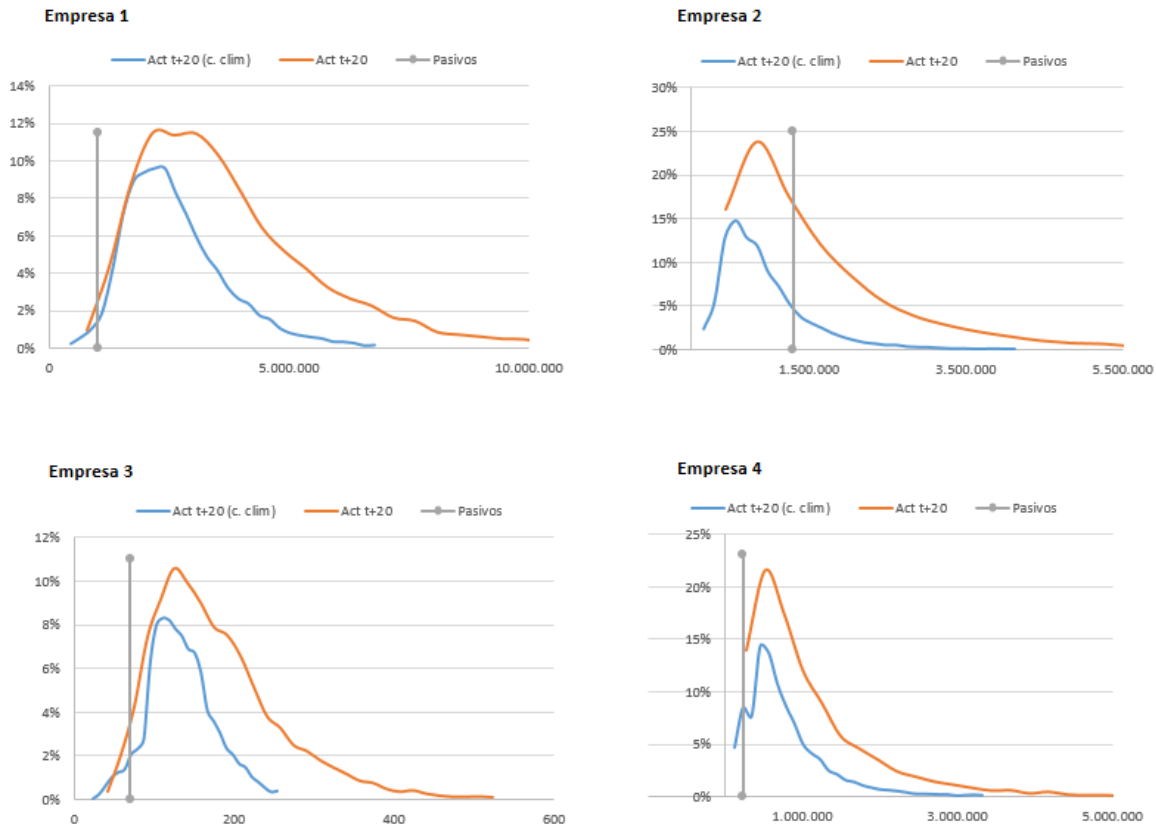 Empresa 1
Act t+20 (c. clim) Act t+20 Pasivos
14%
12%
10%
8%
6%
4%
2%
0%
0 5.000.000 10.000.000
Empresa 2
Act t+20 (c. clim) Act t+20 Pasivos
30%
25%
20%
15%
10%
5%
0%
1.500.000 3.500.000 5.500.000
Empresa 3
Act t+20 (c. clim) Act t+20 Pasivos
12%
10%
8%
6%
4%
2%
0%
0 200 400 600
Empresa 4
Act t+20 (c. clim) Act t+20 Pasivos
25%
20%
15%
10%
5%
0%
1.000.000 3.000.000 5.000.000